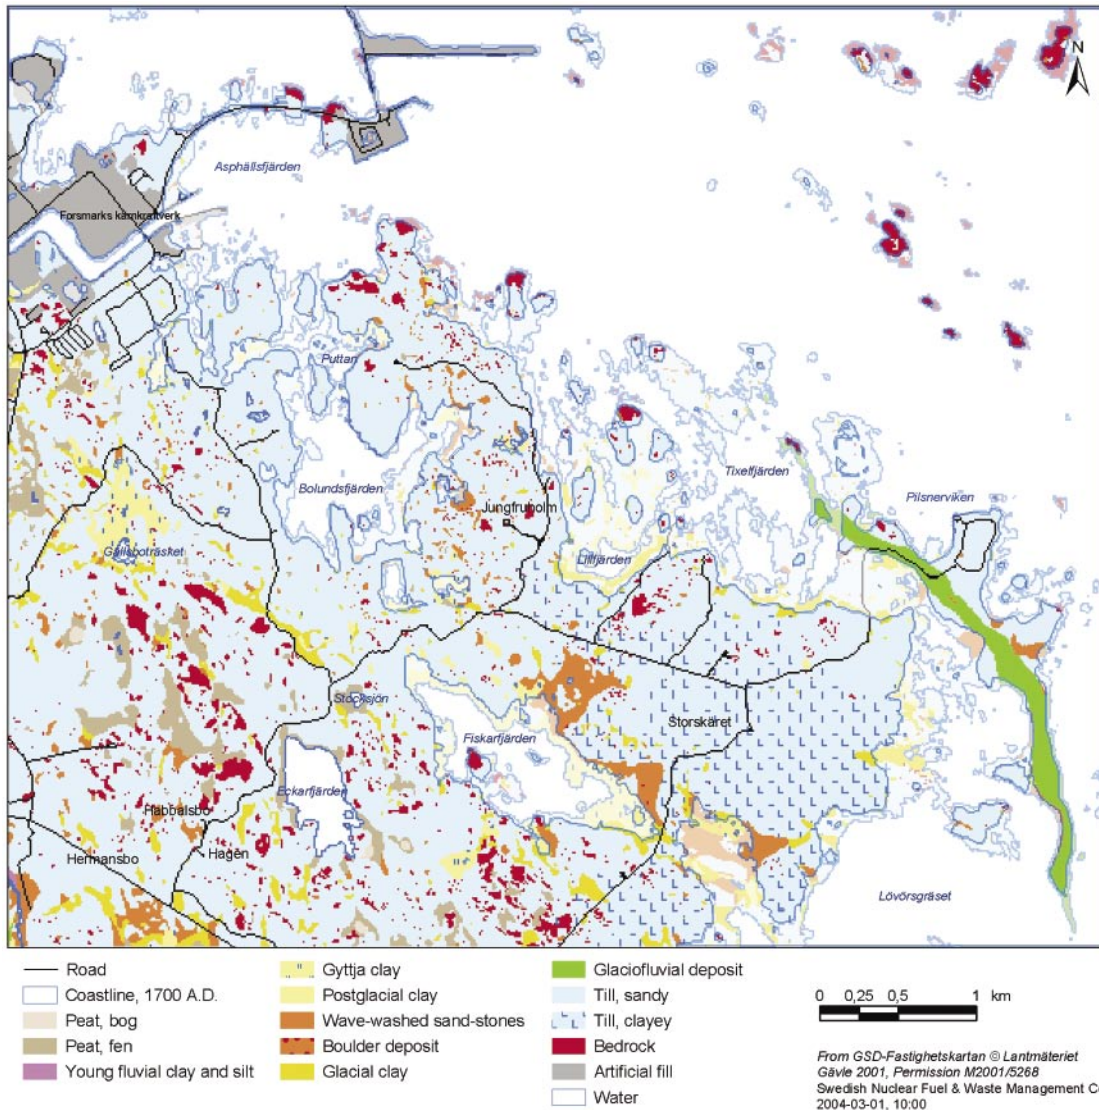 N
Asphällsfjärden
Forsmarks kärnkraftverk
Puttan
Bolundsfjärden
Jungfruholm
Tixelfjärden
Pilsnerviken
Gällsboträsket
Lillfjärden
Stocksjön
Fiskarfjärden
Storskäret
Eckarfjärden
Habbalsbo
Hermansbo
Hagen
Lövörsgräset
Road
Coastline, 1700 A.D.
Peat, bog
Peat, fen
Young fluvial clay and silt
Gyttja clay
Postglacial clay
Wave-washed sand-stones
Boulder deposit
Glacial clay
Glaciofluvial deposit
Till, sandy
Till, clayey
Bedrock
Artificial fill
Water
0 0,25 0,5 1 km
From GSD-Fastighetskartan © Lantmäteriet
Gävle 2001, Permission M2001/5268
Swedish Nuclear Fuel & Waste Management C
2004-03-01, 10:00